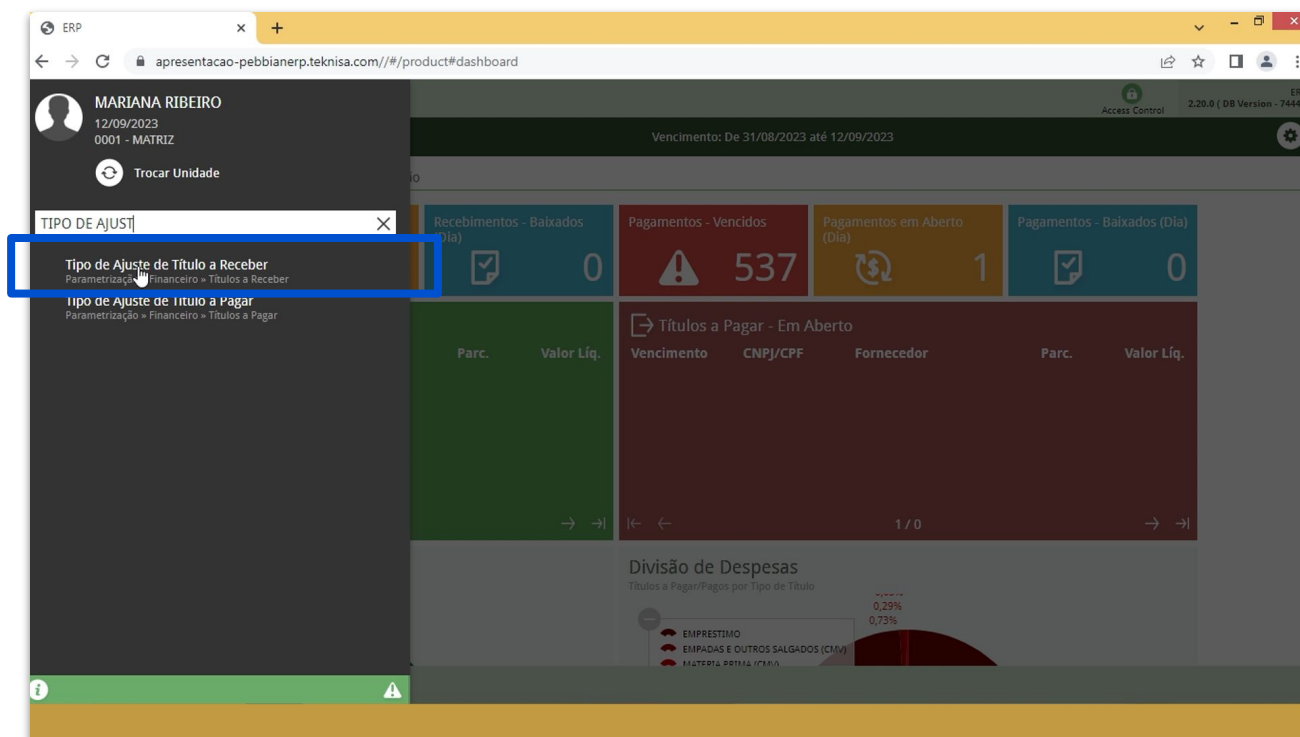 ERP
apresentacao-pebbianerp.teknisa.com//#/product#dashboard
MARIANA RIBEIRO
12/09/2023
0001 - MATRIZ
Trocar Unidade
Access Control
2.20.0 ( DB Version - 7444
Vencimento: De 31/08/2023 até 12/09/2023
TIPO DE AJUST
Tipo de Ajuste de Título a Receber
Parametrização » Financeiro » Títulos a Receber
Tipo de Ajuste de Título a Pagar
Parametrização » Financeiro » Títulos a Pagar
Recebimentos - Baixados
(Dia)
0
Pagamentos - Vencidos
537
Pagamentos em Aberto
(Dia)
1
Pagamentos - Baixados (Dia)
0
Parc. Valor Líq.
Títulos a Pagar - Em Aberto
Vencimento CNPJ/CPF Fornecedor Parc. Valor Líq.
1 / 0
Divisão de Despesas
Títulos a Pagar/Pagos por Tipo de Título
0,29%
0,73%
EMPRESTIMO
EMPADAS E OUTROS SALGADOS (CMV)
MATERIA PRIMA (CMV)